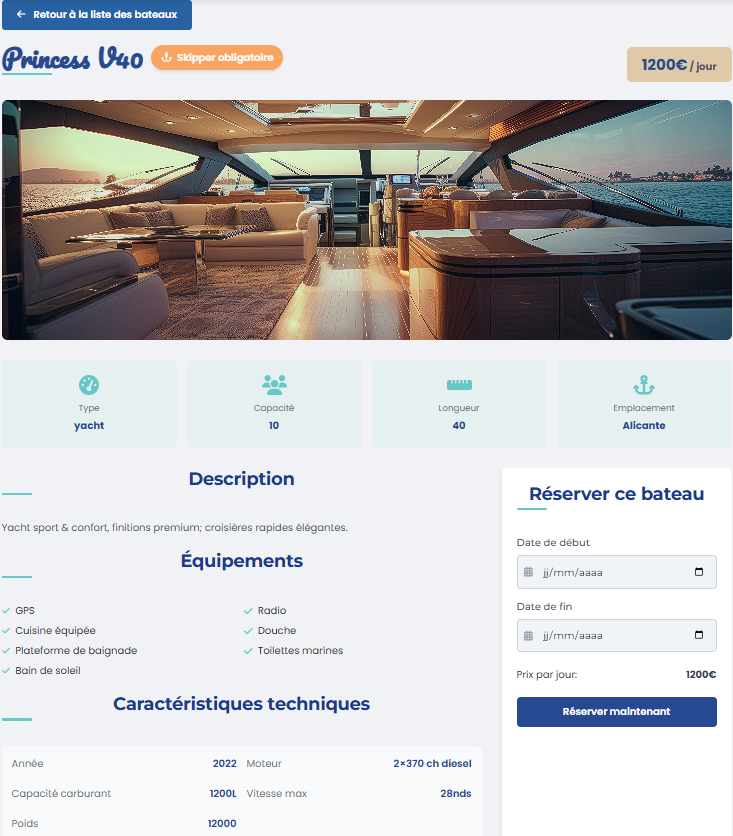 Retour à la liste des bateaux
Princess V40
Skipper obligatoire
1200€ / jour
Type
yacht
Capacité
10
Longueur
40
Emplacement
Alicante
Description
Yacht sport & confort, finitions premium; croisières rapides élégantes.
Équipements
GPS
Radio
Cuisine équipée
Douche
Plateforme de baignade
Toilettes marines
Bain de soleil
Caractéristiques techniques
Année 2022 Moteur 2×370 ch diesel
Capacité carburant 1200L Vitesse max 28nds
Poids 12000
Réserver ce bateau
Date de début
jj/mm/aaaa
Date de fin
jj/mm/aaaa
Prix par jour: 1200€
Réserver maintenant